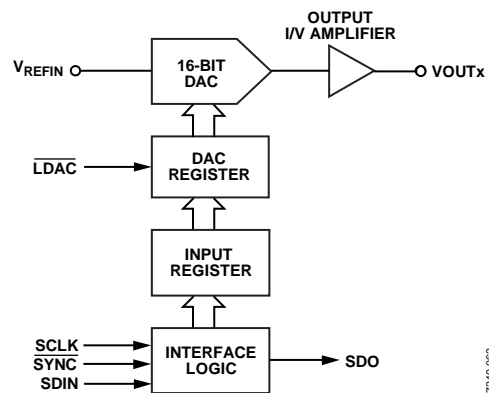 OUTPUT
I/V AMPLIFIER
VREFIN
16-BIT
DAC
VOUTx
LDAC
DAC
REGISTER
INPUT
REGISTER
SCLK
SYNC
SDIN
INTERFACE
LOGIC
SDO